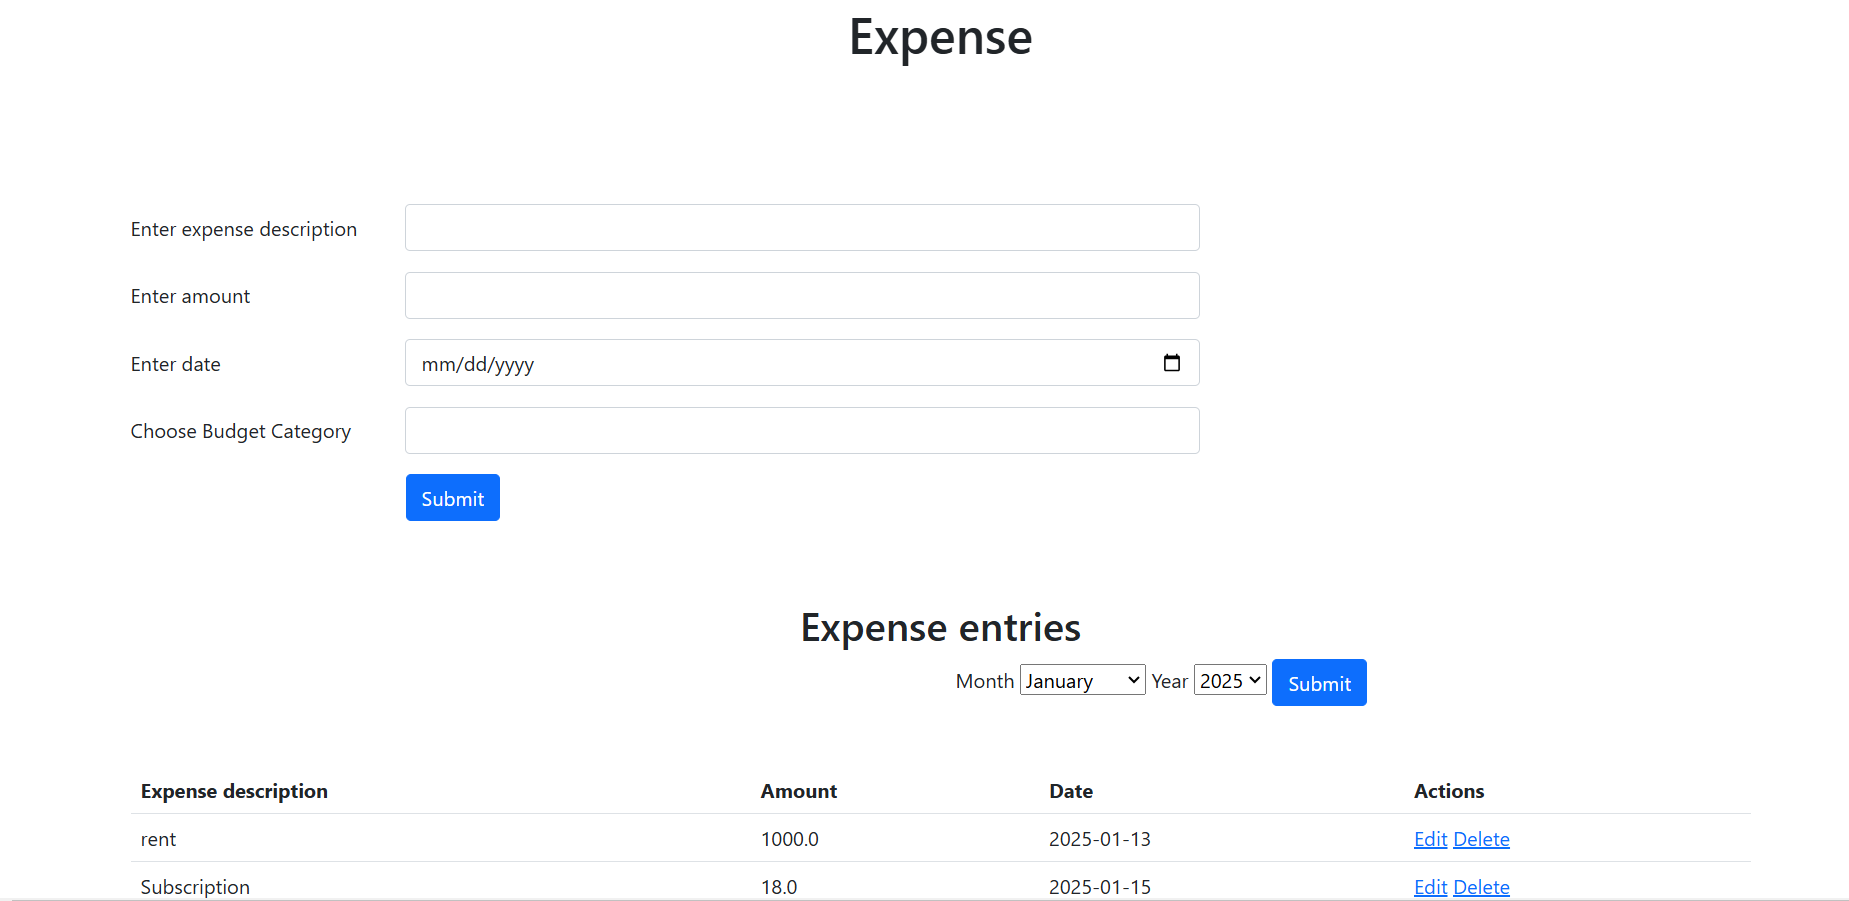 Expense
Enter expense description
Enter amount
Enter date mm/dd/yyyy
Choose Budget Category
Submit
Expense entries
Month January Year 2025 Submit
Expense description Amount Date Actions
rent 1000.0 2025-01-13 Edit Delete
Subscription 18.0 2025-01-15 Edit Delete